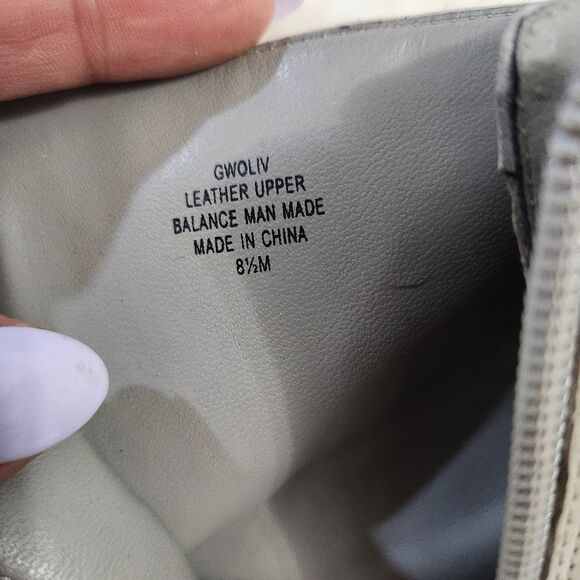 GWOLIV
LEATHER UPPER
BALANCE MAN MADE
MADE IN CHINA
8½M